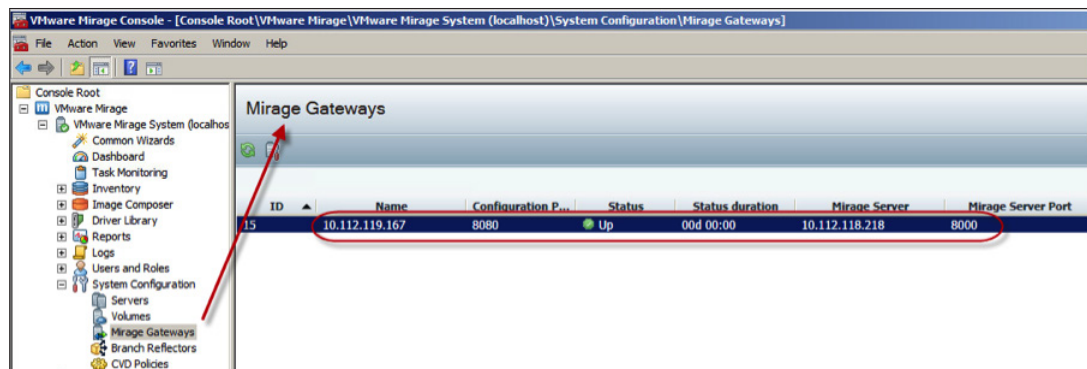 VMware Mirage Console - [Console Root\VMware Mirage\VMware Mirage System (localhost)\System Configuration\Mirage Gateways]
File Action View Favorites Window Help
Console Root
VMware Mirage
VMware Mirage System (localhos
Common Wizards
Dashboard
Task Monitoring
Inventory
Image Composer
Driver Library
Reports
Logs
Users and Roles
System Configuration
Servers
Volumes
Mirage Gateways
Branch Reflectors
CVD Policies
Mirage Gateways
ID Name Configuration P... Status Status duration Mirage Server Mirage Server Port
15 10.112.119.167 8080 Up 00d 00:00 10.112.118.218 8000